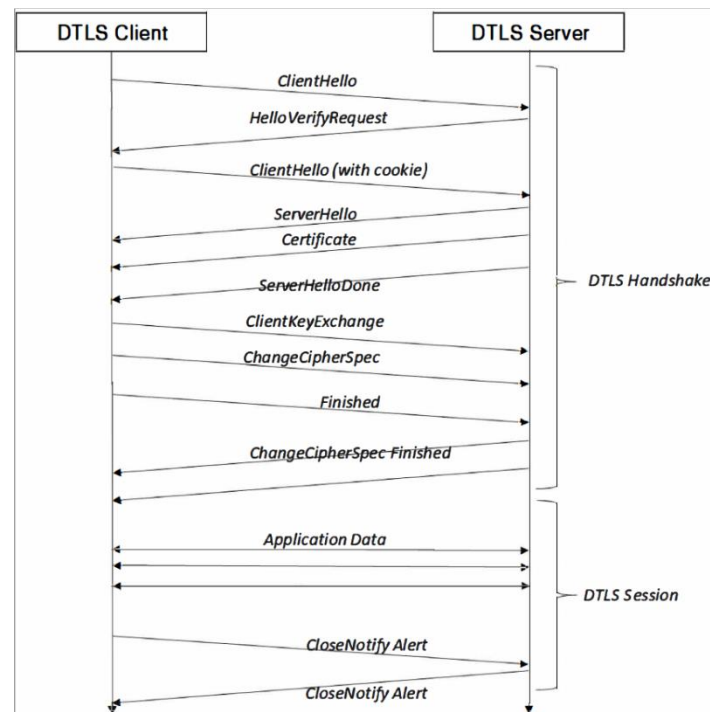 DTLS Client
DTLS Server
ClientHello
HelloVerifyRequest
ClientHello (with cookie)
ServerHello
Certificate
ServerHelloDone
DTLS Handshake
ClientKeyExchange
ChangeCipherSpec
Finished
ChangeCipherSpec Finished
Application Data
DTLS Session
CloseNotify Alert
CloseNotify Alert